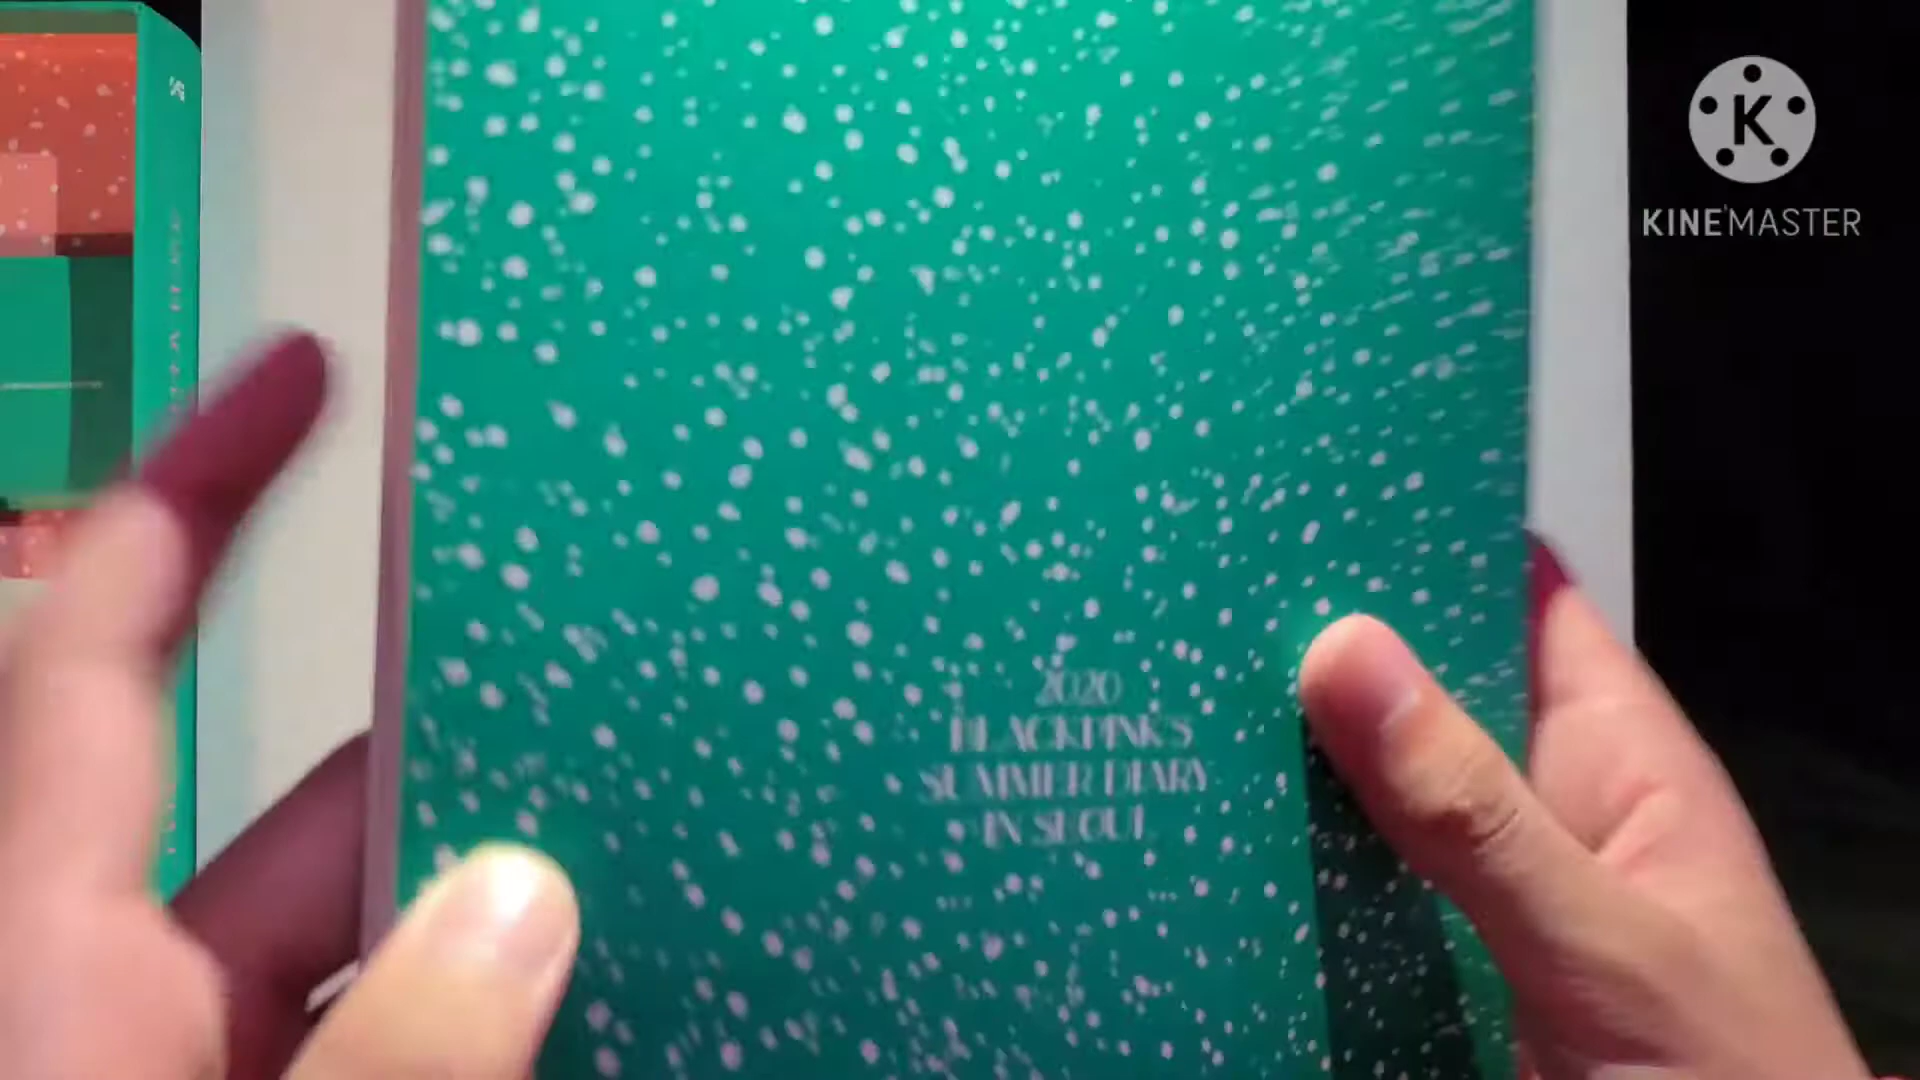 KINEMASTER
2020
BLACKPINK'S
SUMMER DIARY
IN SEOUL